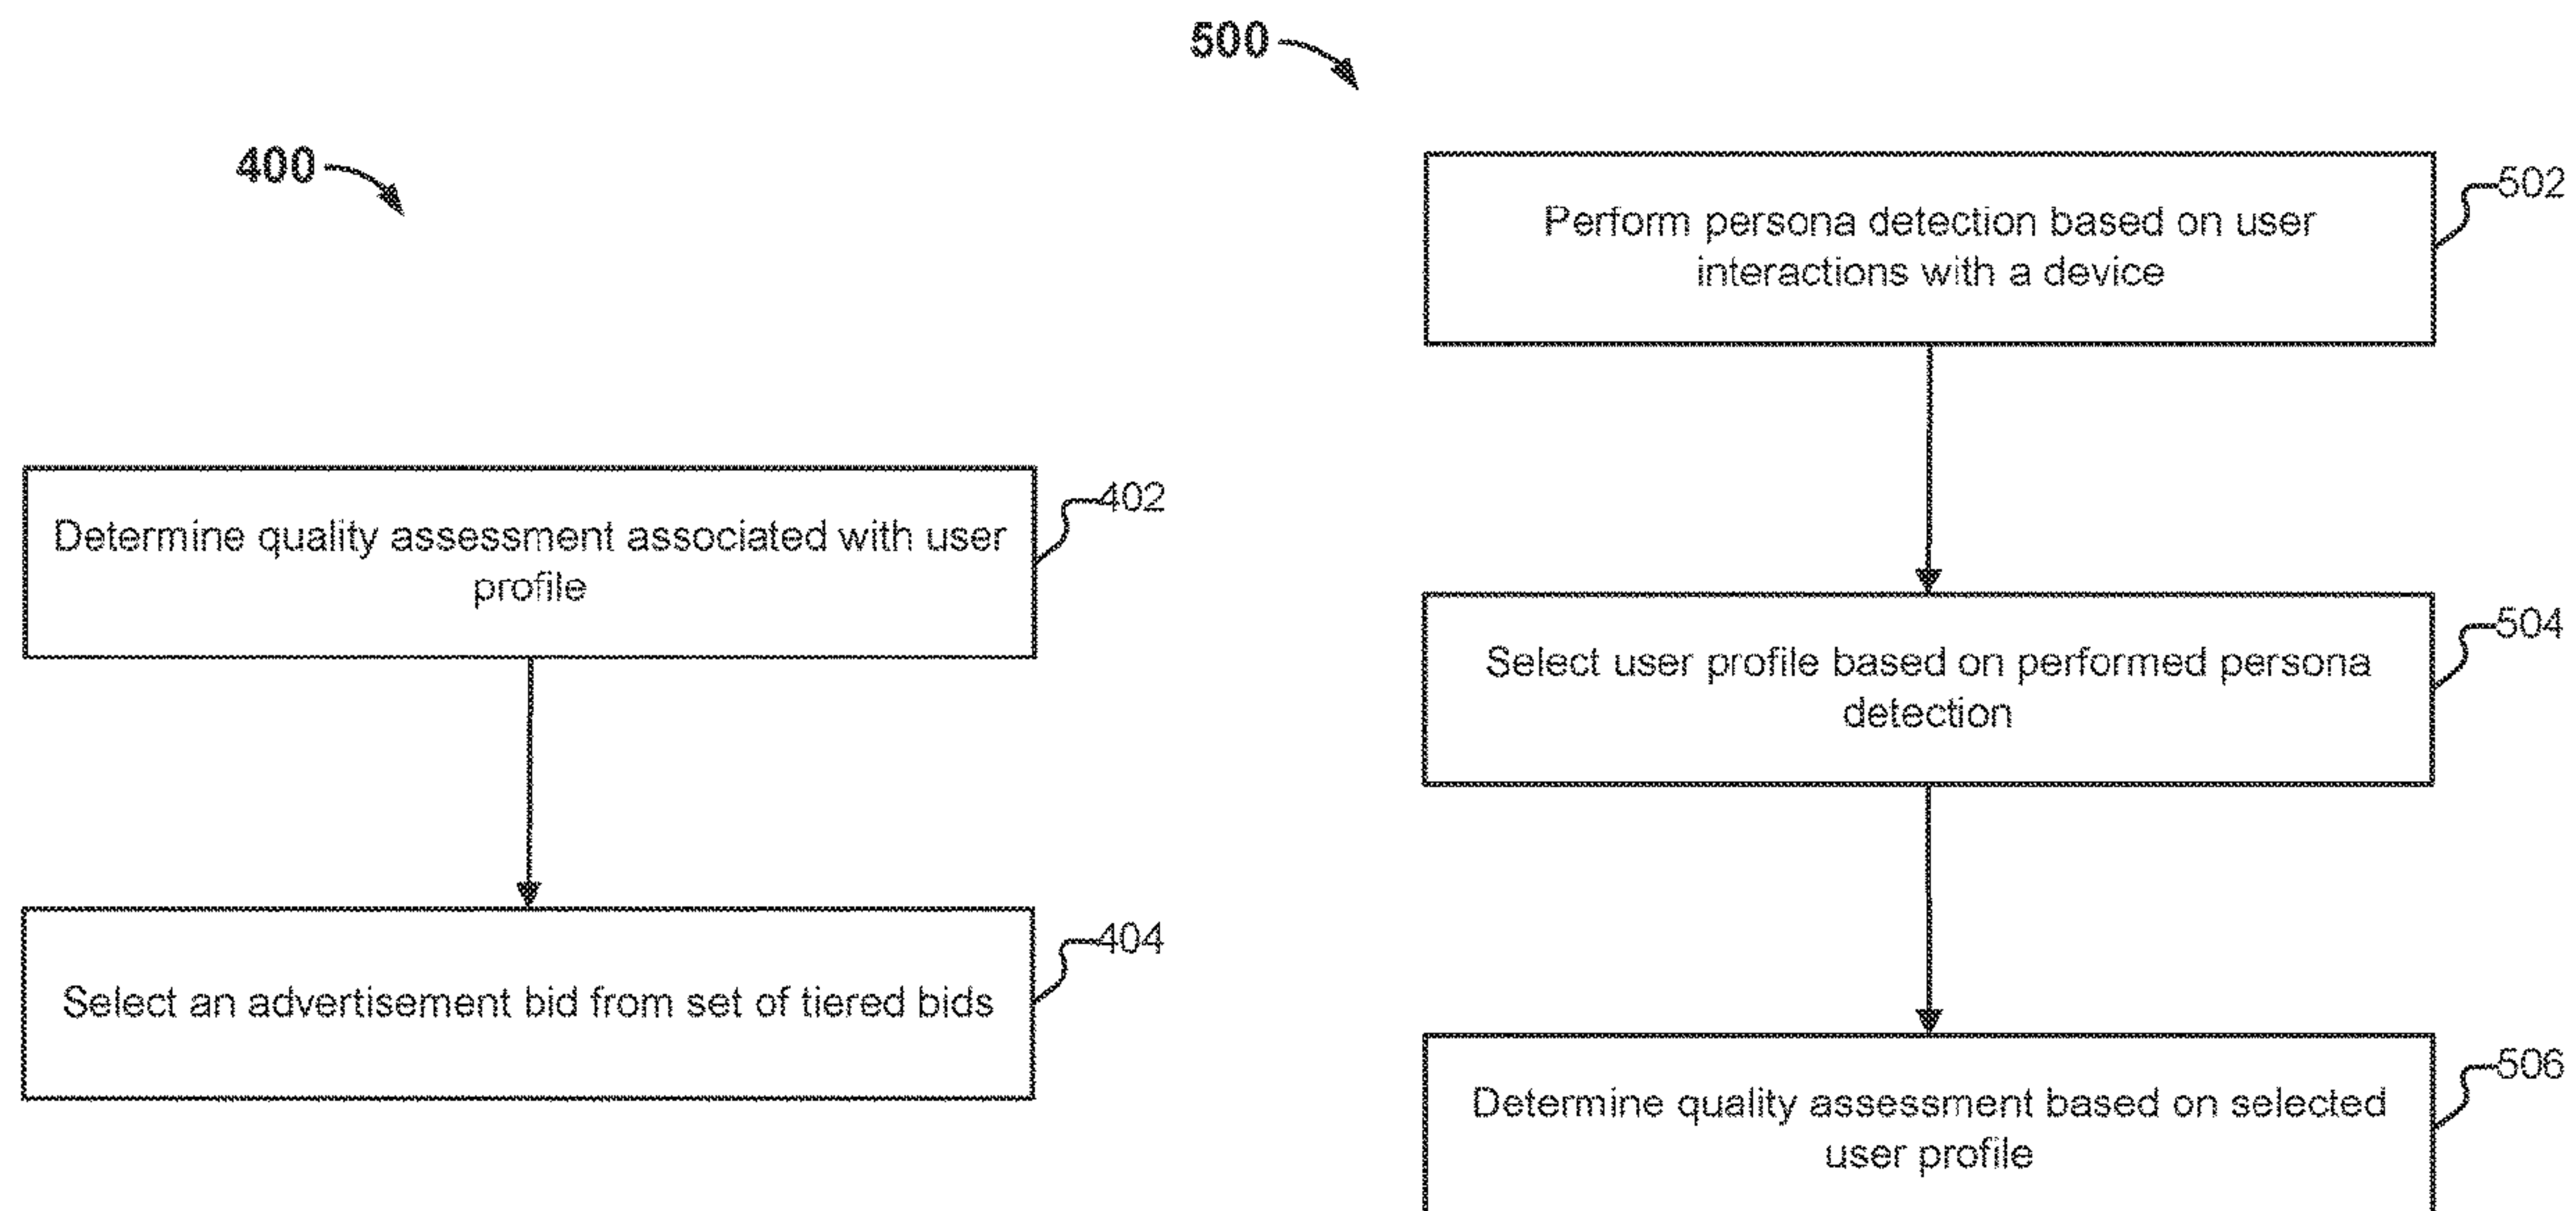 400
402
Determine quality assessment associated with user
profile
404
Select an advertisement bid from set of tiered bids
500
502
Perform persona detection based on user
interactions with a device
504
Select user profile based on performed persona
detection
506
Determine quality assessment based on selected
user profile